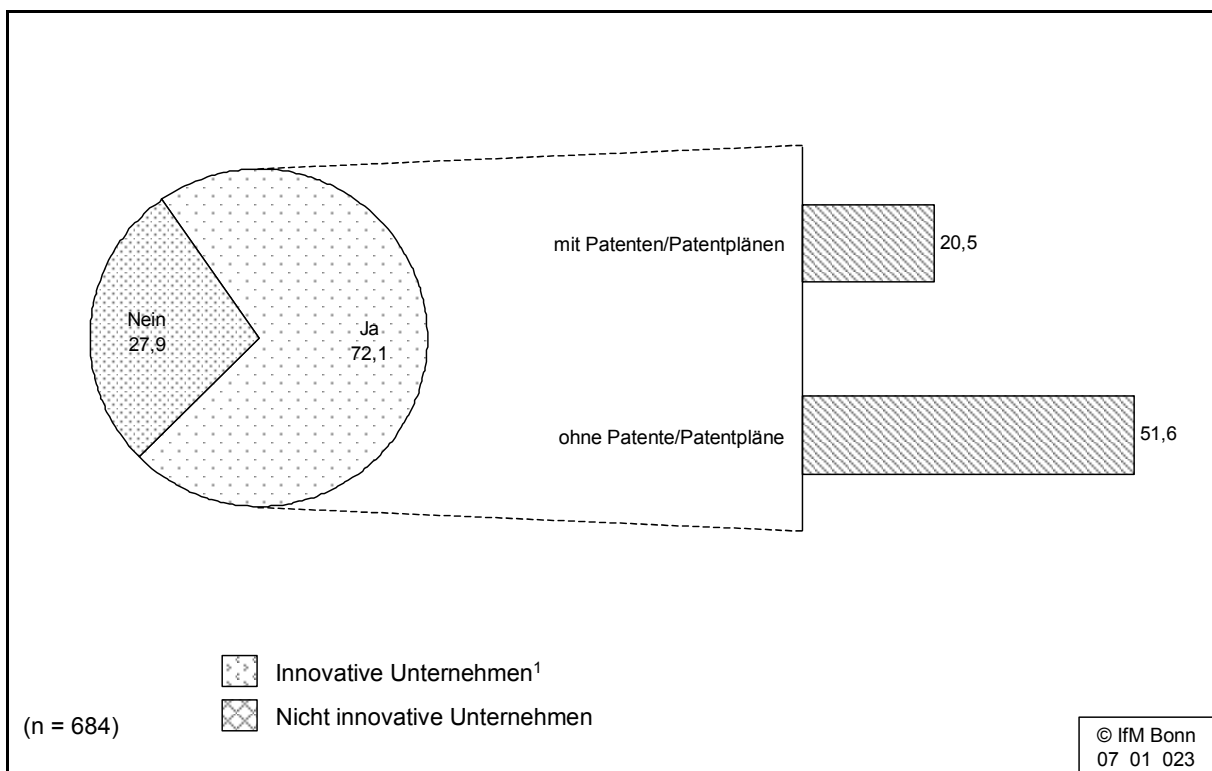 mit Patenten/Patentplänen
20,5
Nein
27,9
Ja
72,1
ohne Patente/Patentpläne
51,6
Innovative Unternehmen¹
Nicht innovative Unternehmen
(n = 684)
© IfM Bonn
07 01 023